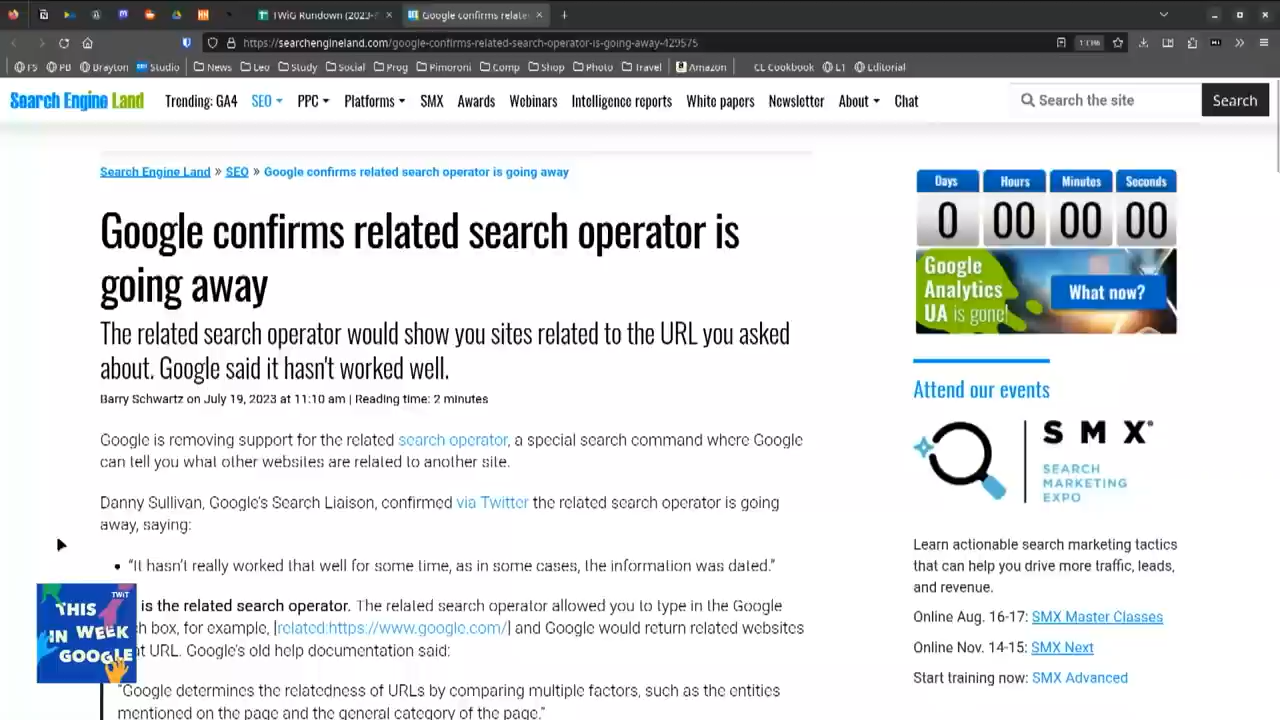 TWiG Rundown (2023-
Google confirms relate
https://searchengineland.com/google-confirms-related-search-operator-is-going-away-429575
FS PB Brayton Studio News Leo Study Social Prog Pimoroni Comp Shop Photo Travel Amazon CL Cookbook L1 Editorial
Search Engine Land Trending: GA4 SEO PPC Platforms SMX Awards Webinars Intelligence reports White papers Newsletter About Chat Search the site Search
Search Engine Land » SEO » Google confirms related search operator is going away
Google confirms related search operator is
going away
The related search operator would show you sites related to the URL you asked
about. Google said it hasn't worked well.
Barry Schwartz on July 19, 2023 at 11:10 am | Reading time: 2 minutes
Google is removing support for the related search operator, a special search command where Google
can tell you what other websites are related to another site.
Danny Sullivan, Google's Search Liaison, confirmed via Twitter the related search operator is going
away, saying:
• “It hasn't really worked that well for some time, as in some cases, the information was dated.”
is the related search operator. The related search operator allowed you to type in the Google
ch box, for example, [related:https://www.google.com/] and Google would return related websites
t URL. Google's old help documentation said:
“Google determines the relatedness of URLs by comparing multiple factors, such as the entities
mentioned on the page and the general category of the page.”
TWiT
THIS
IN WEEK
GOOGLE
Days Hours Minutes Seconds
0 00 00 00
Google
Analytics
UA is gone!
What now?
Attend our events
SMX
SEARCH
MARKETING
EXPO
Learn actionable search marketing tactics
that can help you drive more traffic, leads,
and revenue.
Online Aug. 16-17: SMX Master Classes
Online Nov. 14-15: SMX Next
Start training now: SMX Advanced